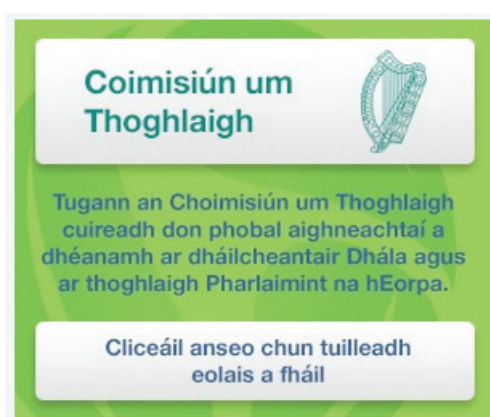 Coimisiún um
Thoghlaigh
Tugann an Choimisiún um Thoghlaigh
cuireadh don phobal aighneachtaí a
dhéanamh ar dháilcheantair Dhála agus
ar thoghlaigh Pharlaimint na hEorpa.
Cliceáil anseo chun tuilleadh
eolais a fháil